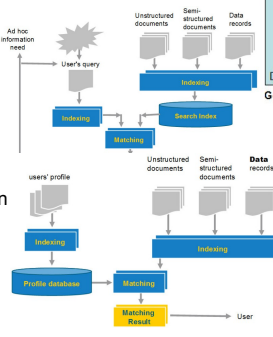 Ad hoc
information
need
Unstructured
documents
Semi-
structured
documents
Data
records
User's query
Indexing
Indexing
Search Index
Matching
Unstructured
documents
Semi-
structured
documents
Data
records
users' profile
Indexing
Indexing
Profile database
Matching
Matching
Result
User